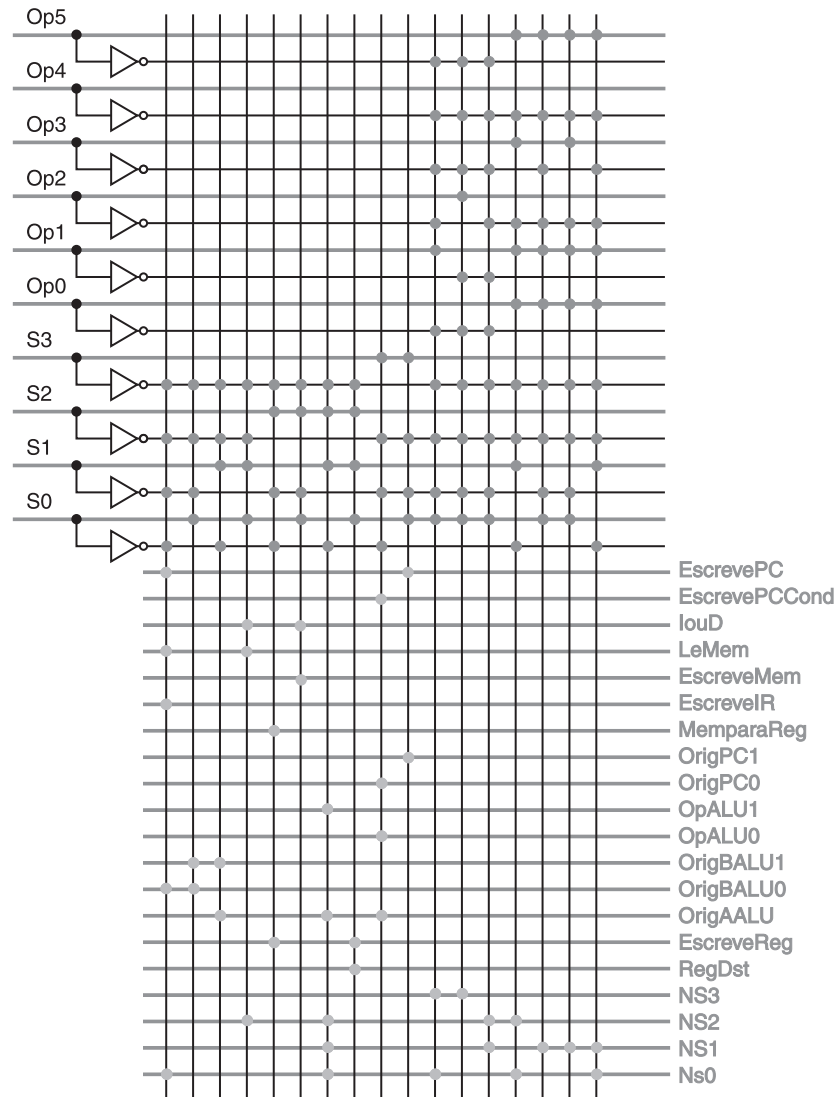 Op5
Op4
Op3
Op2
Op1
Op0
S3
S2
S1
S0
EscrevePC
EscrevePCCond
IouD
LeMem
EscreveMem
EscreveIR
MemparaReg
OrigPC1
OrigPC0
OpALU1
OpALU0
OrigBALU1
OrigBALU0
OrigAALU
EscreveReg
RegDst
NS3
NS2
NS1
Ns0